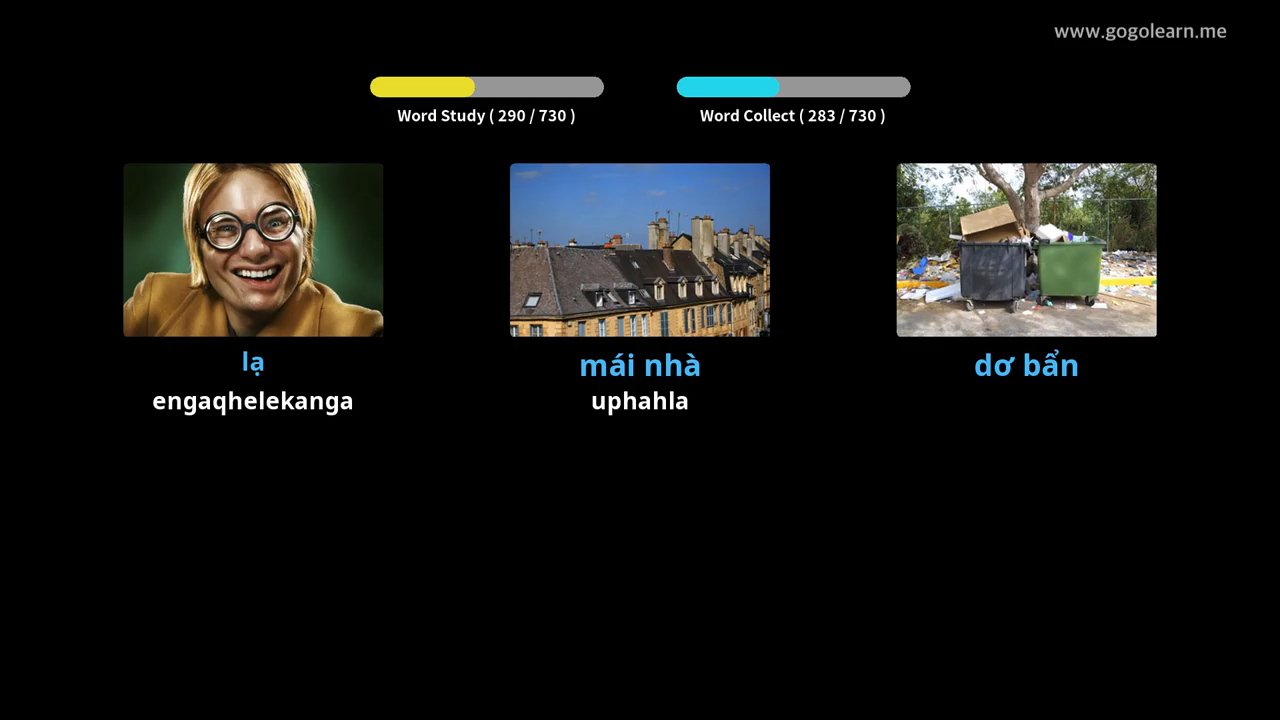 www.gogolearn.me
Word Study ( 290 / 730 )
Word Collect ( 283 / 730 )
lạ
engaqhelekanga
mái nhà
uphahla
dơ bẩn